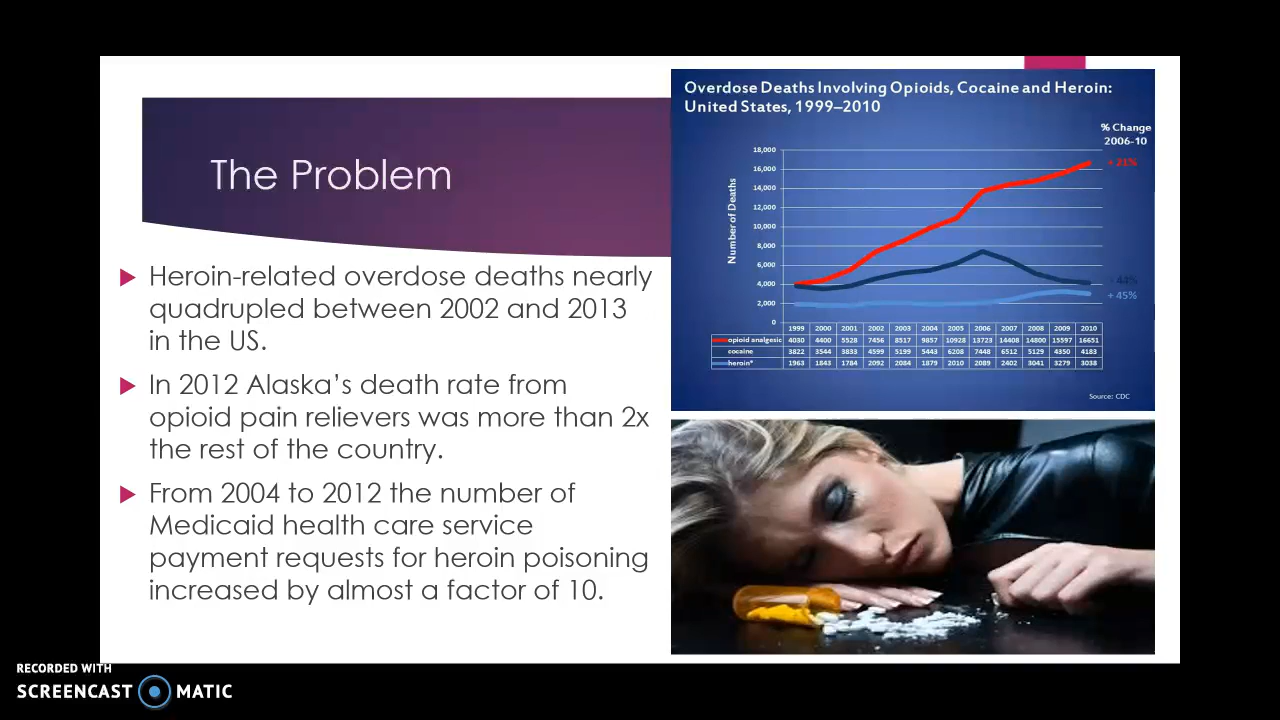 The Problem
Heroin-related overdose deaths nearly
quadrupled between 2002 and 2013
in the US.
In 2012 Alaska's death rate from
opioid pain relievers was more than 2x
the rest of the country.
From 2004 to 2012 the number of
Medicaid health care service
payment requests for heroin poisoning
increased by almost a factor of 10.
Overdose Deaths Involving Opioids, Cocaine and Heroin:
United States, 1999–2010
% Change
2006-10
Number of Deaths
18,000
16,000
14,000
12,000
10,000
8,000
6,000
4,000
2,000
0
+ 21%
- 44%
+ 45%
1999 2000 2001 2002 2003 2004 2005 2006 2007 2008 2009 2010
opioid analgesic 4030 4400 5528 7456 8517 9857 10928 13723 14408 14800 15597 16651
cocaine 3822 3544 3833 4599 5199 5443 6208 7448 6512 5129 4350 4183
heroin* 1963 1843 1784 2092 2084 1879 2010 2089 2402 3041 3279 3038
Source: CDC
RECORDED WITH
SCREENCAST MATIC